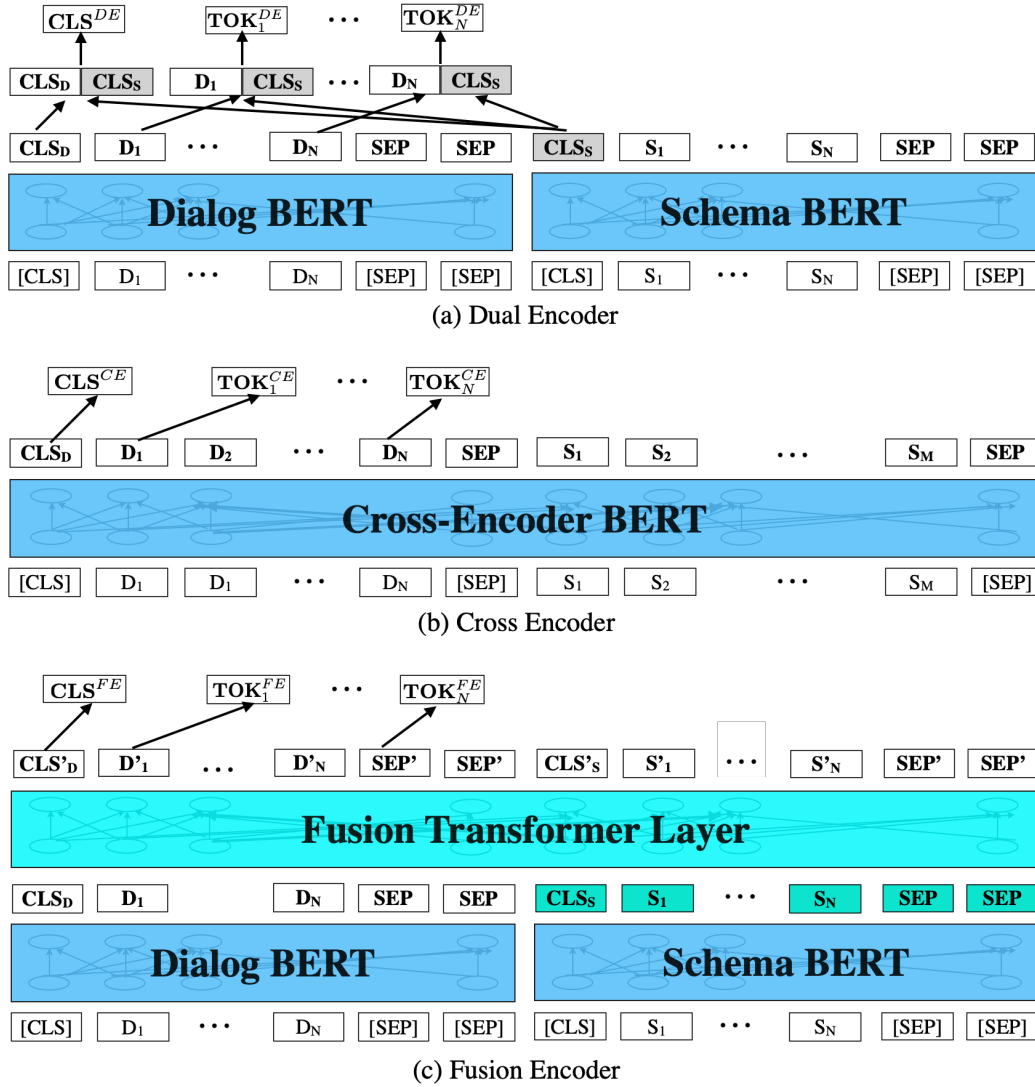 CLS^{DE} TOK_1^{DE} TOK_N^{DE}
CLS_D CLS_S D_1 CLS_S ... D_N CLS_S
CLS_D D_1 ... D_N SEP SEP CLS_S S_1 ... S_N SEP SEP
Dialog BERT Schema BERT
[CLS] D_1 ... D_N [SEP] [SEP] [CLS] S_1 ... S_N [SEP] [SEP]
(a) Dual Encoder
CLS^{CE} TOK_1^{CE} ... TOK_N^{CE}
CLS_D D_1 D_2 ... D_N SEP S_1 S_2 ... S_M SEP
Cross-Encoder BERT
[CLS] D_1 D_1 ... D_N [SEP] S_1 S_2 ... S_M [SEP]
(b) Cross Encoder
CLS^{FE} TOK_1^{FE} ... TOK_N^{FE}
CLS'_D D'_1 ... D'_N SEP' SEP' CLS'_S S'_1 ... S'_N SEP' SEP'
Fusion Transformer Layer
CLS_D D_1 D_N SEP SEP CLS_S S_1 ... S_N SEP SEP
Dialog BERT Schema BERT
[CLS] D_1 ... D_N [SEP] [SEP] [CLS] S_1 ... S_N [SEP] [SEP]
(c) Fusion Encoder